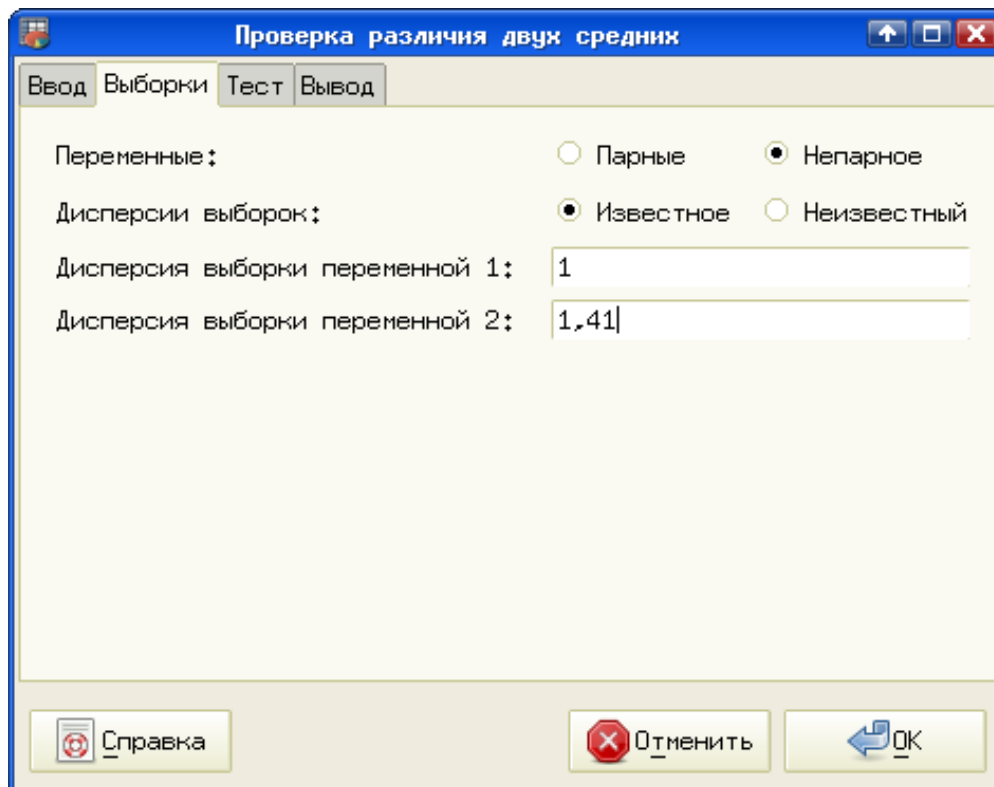 Проверка различия двух средних
Ввод Выборки Тест Вывод
Переменные: Парные Непарное
Дисперсии выборок: Известное Неизвестный
Дисперсия выборки переменной 1: 1
Дисперсия выборки переменной 2: 1,41
Справка Отменить OK